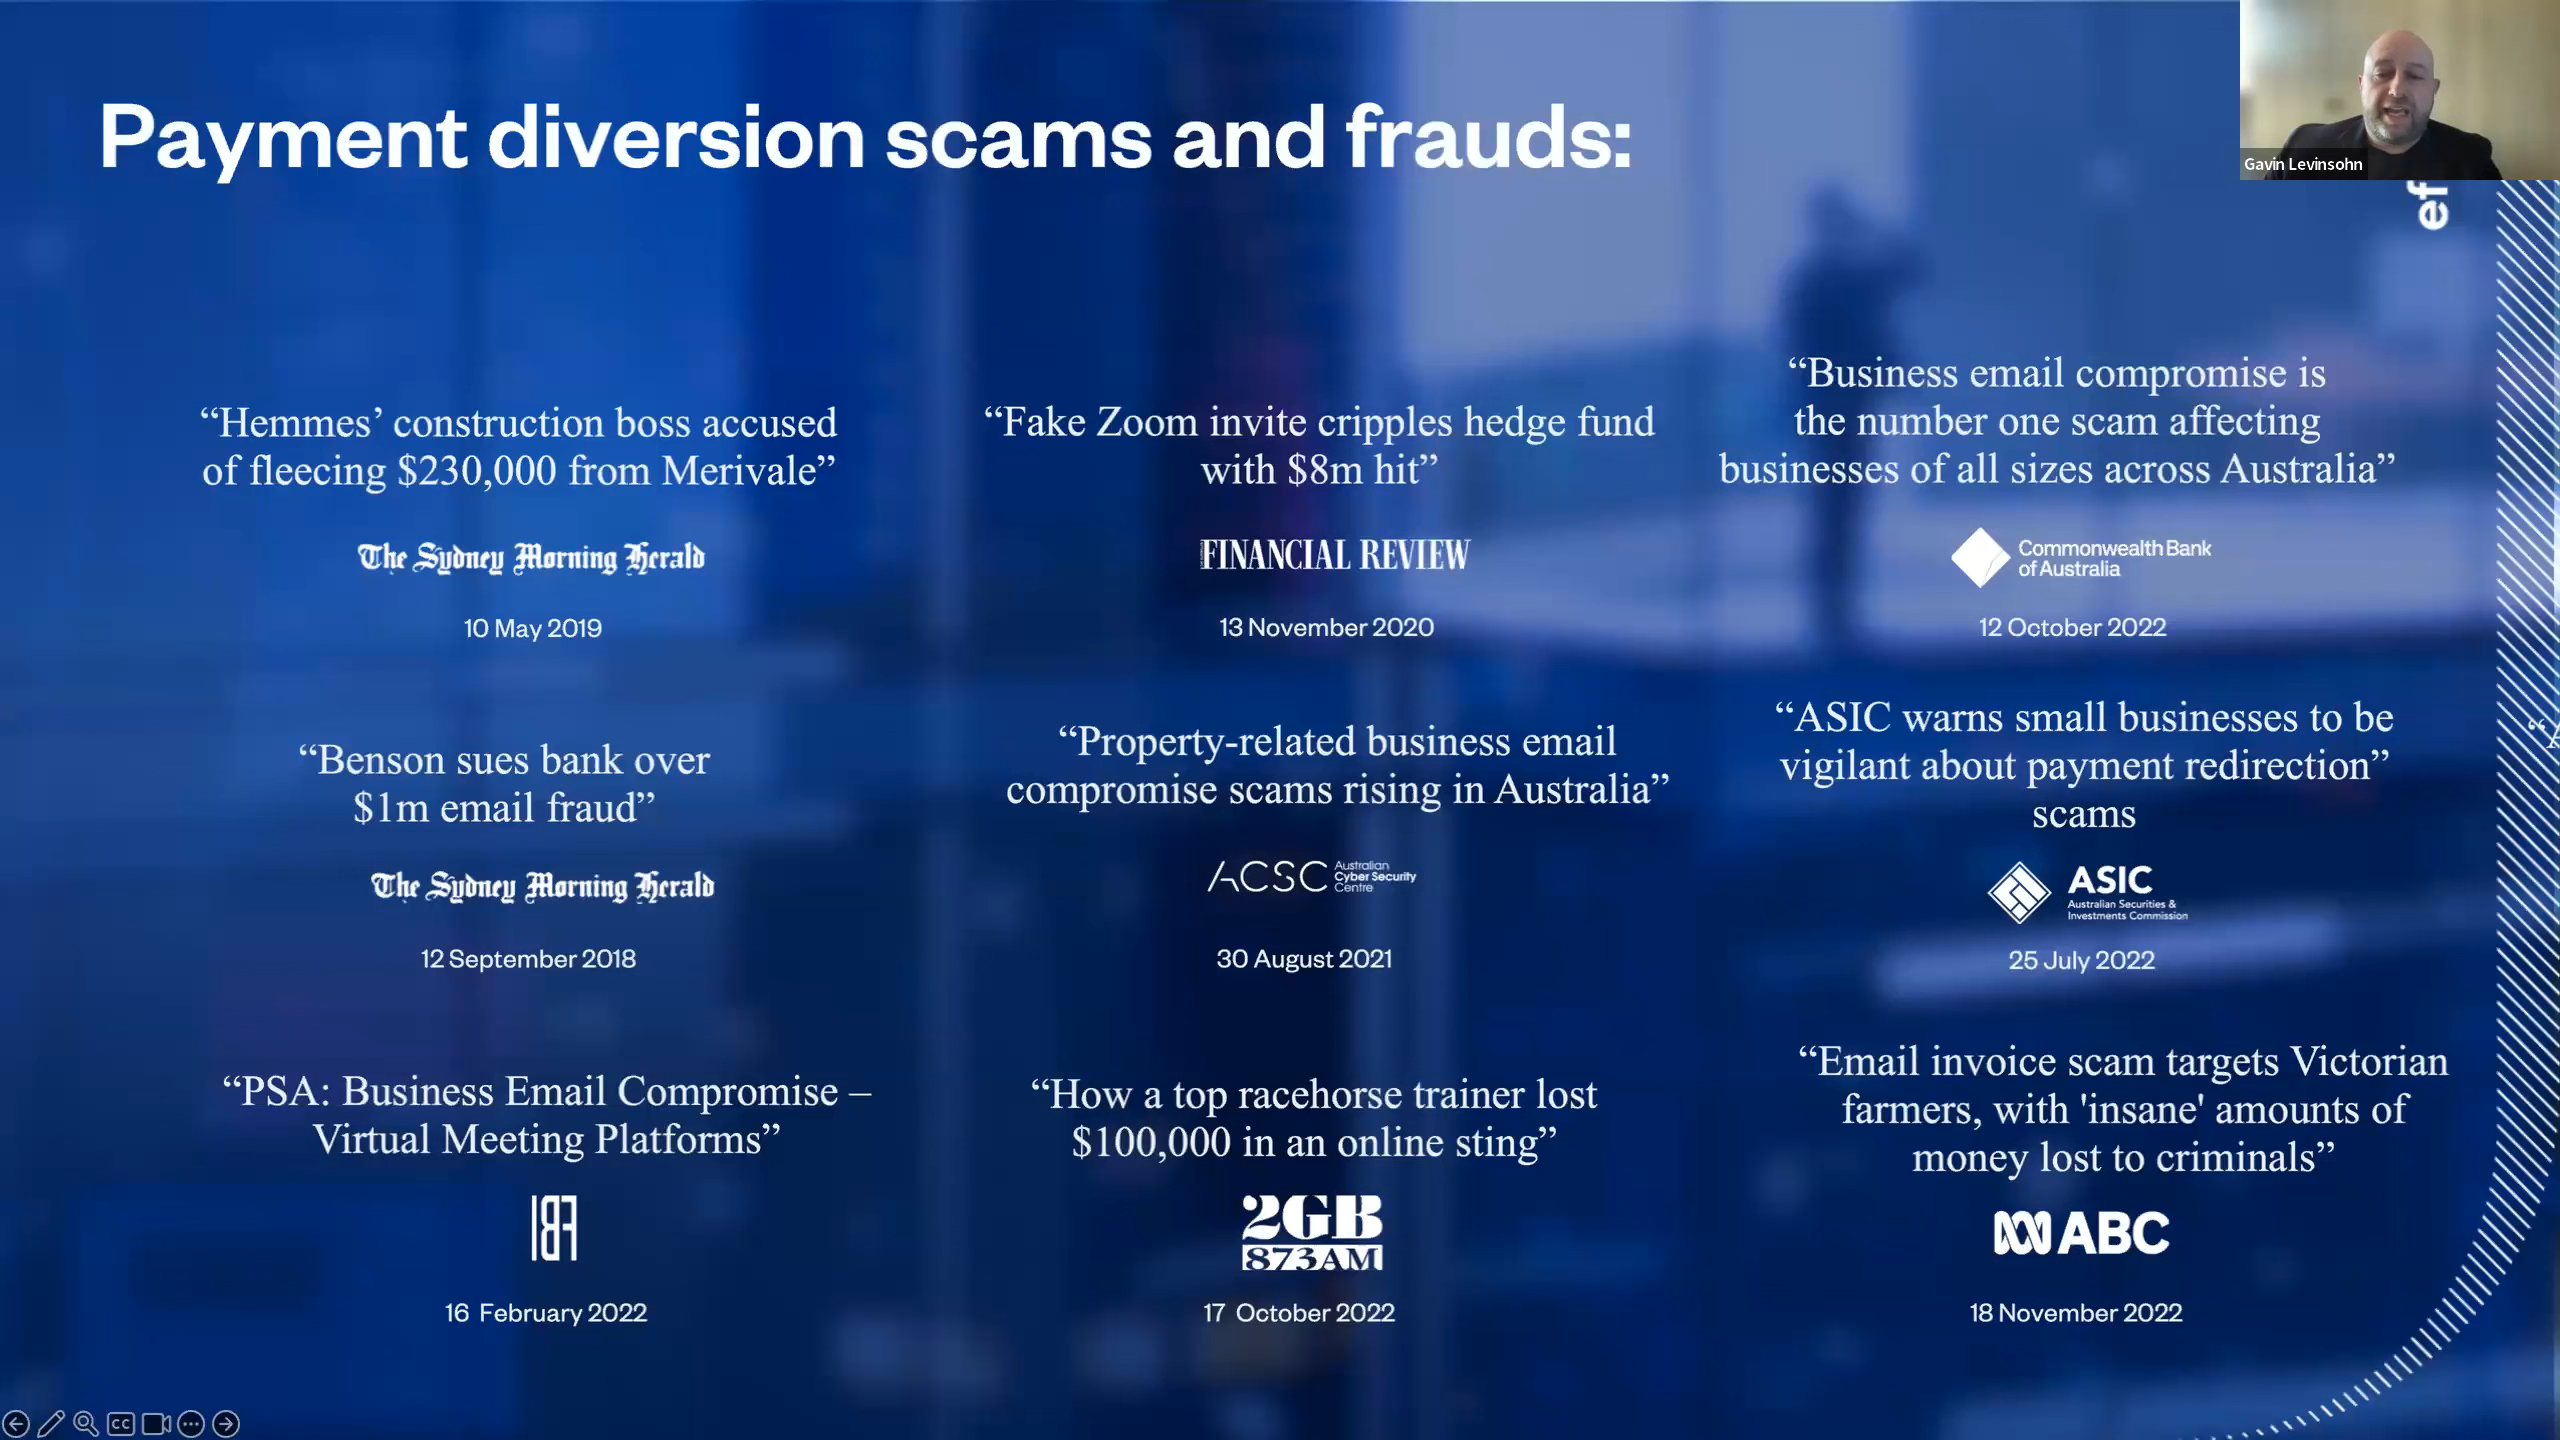 Payment diversion scams and frauds:
Gavin Levinsohn
ef
“Hemmes’ construction boss accused
of fleecing $230,000 from Merivale”
The Sydney Morning Herald
10 May 2019
“Fake Zoom invite cripples hedge fund
with $8m hit”
FINANCIAL REVIEW
13 November 2020
“Business email compromise is
the number one scam affecting
businesses of all sizes across Australia”
Commonwealth Bank
of Australia
12 October 2022
“Benson sues bank over
$1m email fraud”
The Sydney Morning Herald
12 September 2018
“Property-related business email
compromise scams rising in Australia”
ACSC
Australian
Cyber Security
Centre
30 August 2021
“ASIC warns small businesses to be
vigilant about payment redirection”
scams
ASIC
Australian Securities &
Investments Commission
25 July 2022
“PSA: Business Email Compromise –
Virtual Meeting Platforms”
FBI
16 February 2022
“How a top racehorse trainer lost
$100,000 in an online sting”
2GB
873AM
17 October 2022
“Email invoice scam targets Victorian
farmers, with 'insane' amounts of
money lost to criminals”
ABC
18 November 2022
CC